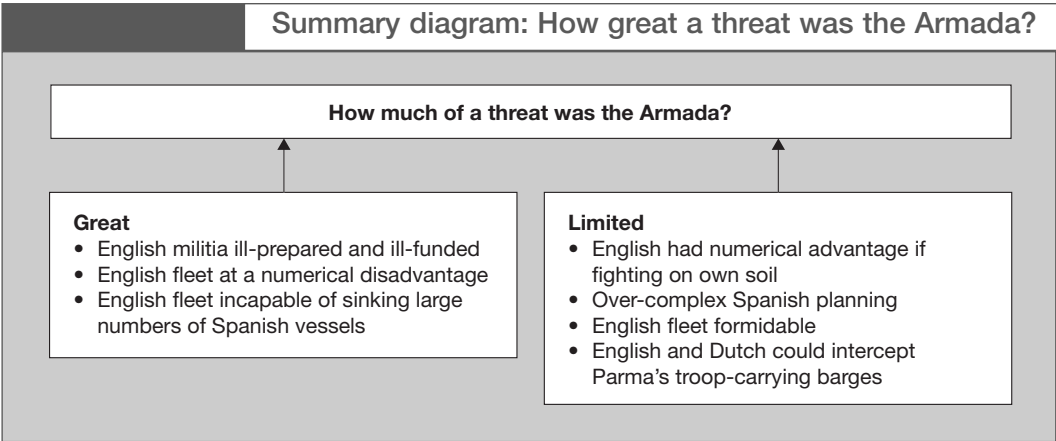 Summary diagram: How great a threat was the Armada?
How much of a threat was the Armada?
Great
• English militia ill-prepared and ill-funded
• English fleet at a numerical disadvantage
• English fleet incapable of sinking large
numbers of Spanish vessels
Limited
• English had numerical advantage if
fighting on own soil
• Over-complex Spanish planning
• English fleet formidable
• English and Dutch could intercept
Parma's troop-carrying barges